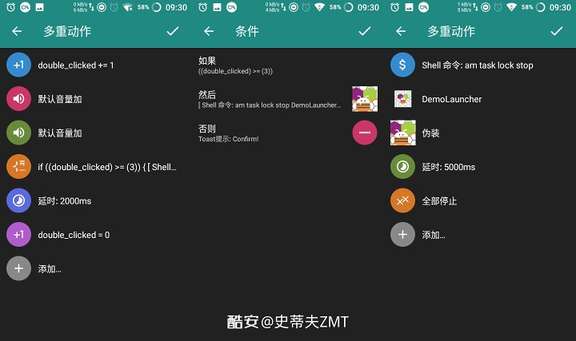 58% 09:30
多重动作
double_clicked += 1
默认音量加
默认音量加
if ((double_clicked) >= (3)) { [ Shell...
延时: 2000ms
double_clicked = 0
添加...
58% 09:30
条件
如果
((double_clicked) >= (3))
然后
[ Shell 命令: am task lock stop DemoLauncher...
否则
Toast提示: Confirm!
58% 09:30
多重动作
Shell 命令: am task lock stop
DemoLauncher
伪装
延时: 5000ms
全部停止
添加...
酷安@史蒂夫ZMT